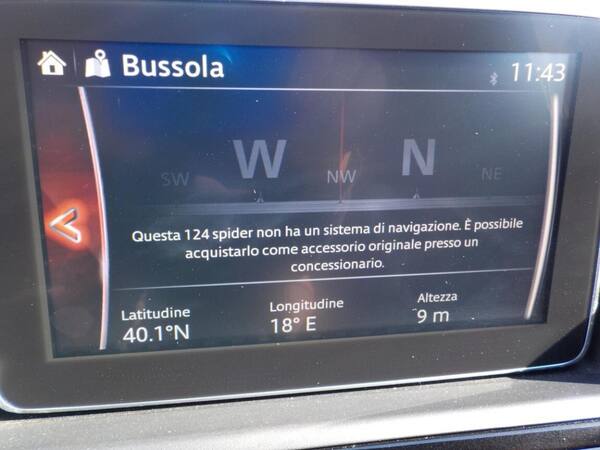 Bussola
11:43
SW W NW N NE
Questa 124 spider non ha un sistema di navigazione. È possibile
acquistarlo come accessorio originale presso un
concessionario.
Latitudine Longitudine Altezza
40.1°N 18° E 9 m